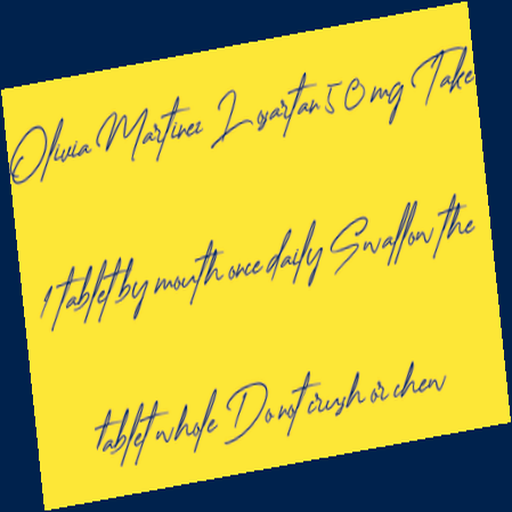 Olivia Martinez Losartan 50 mg Take
1 tablet by mouth once daily Swallow the
tablet whole Do not crush or chew